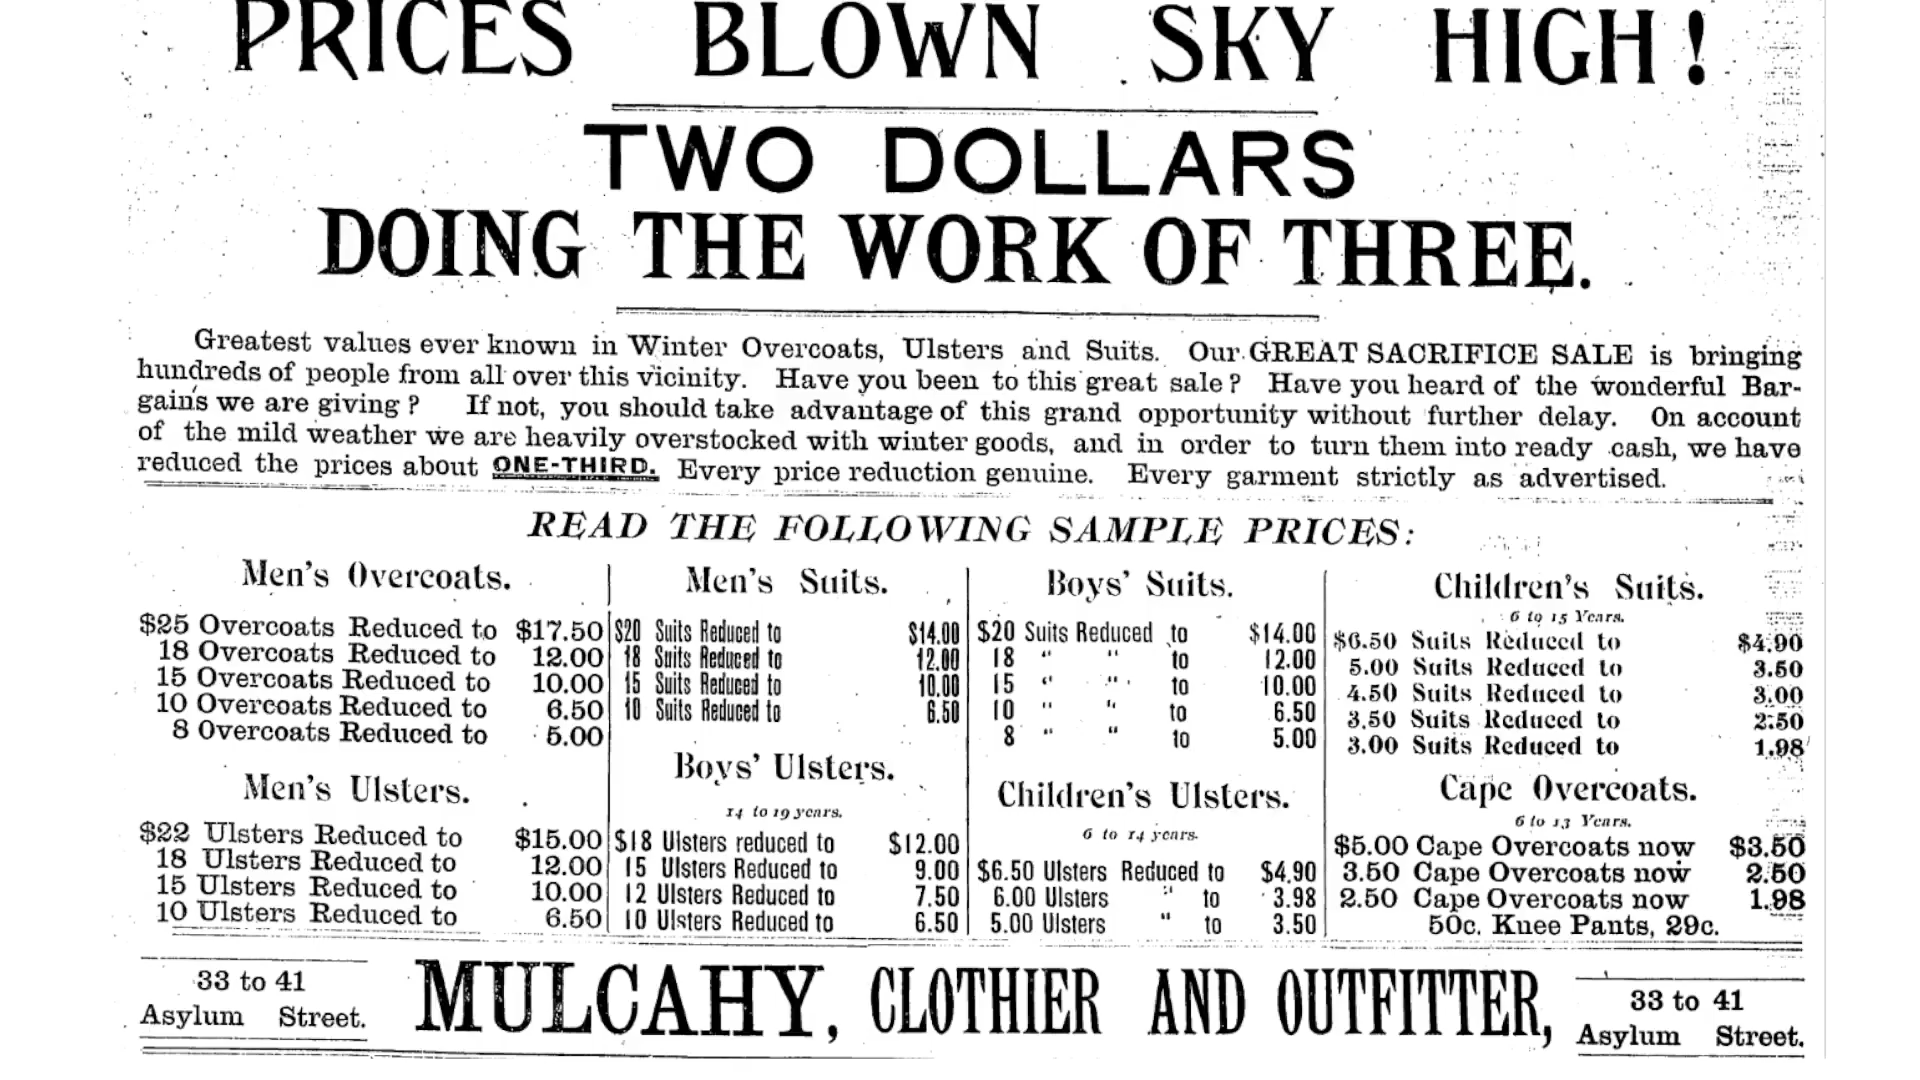 PRICES BLOWN SKY HIGH!
TWO DOLLARS
DOING THE WORK OF THREE.
Greatest values ever known in Winter Overcoats, Ulsters and Suits. Our GREAT SACRIFICE SALE is bringing
hundreds of people from all over this vicinity. Have you been to this great sale? Have you heard of the wonderful Bar-
gains we are giving? If not, you should take advantage of this grand opportunity without further delay. On account
of the mild weather we are heavily overstocked with winter goods, and in order to turn them into ready cash, we have
reduced the prices about ONE-THIRD. Every price reduction genuine. Every garment strictly as advertised.
READ THE FOLLOWING SAMPLE PRICES:
Men's Overcoats.
$25 Overcoats Reduced to $17.50
18 Overcoats Reduced to 12.00
15 Overcoats Reduced to 10.00
10 Overcoats Reduced to 6.50
8 Overcoats Reduced to 5.00
Men's Ulsters.
$22 Ulsters Reduced to $15.00
18 Ulsters Reduced to 12.00
15 Ulsters Reduced to 10.00
10 Ulsters Reduced to 6.50
Men's Suits.
$20 Suits Reduced to $14.00
18 Suits Reduced to 12.00
15 Suits Reduced to 10.00
10 Suits Reduced to 6.50
Boys' Ulsters.
14 to 19 years.
$18 Ulsters reduced to $12.00
15 Ulsters Reduced to 9.00
12 Ulsters Reduced to 7.50
10 Ulsters Reduced to 6.50
Boys' Suits.
$20 Suits Reduced to $14.00
18 " " to 12.00
15 " " to 10.00
10 " " to 6.50
8 " " to 5.00
Children's Ulsters.
6 to 14 years.
$6.50 Ulsters Reduced to $4.90
6.00 Ulsters " to 3.98
5.00 Ulsters " to 3.50
Children's Suits.
6 to 15 Years.
$6.50 Suits Reduced to $4.90
5.00 Suits Reduced to 3.50
4.50 Suits Reduced to 3.00
3.50 Suits Reduced to 2.50
3.00 Suits Reduced to 1.98
Cape Overcoats.
6 to 13 Years.
$5.00 Cape Overcoats now $3.50
3.50 Cape Overcoats now 2.50
2.50 Cape Overcoats now 1.98
50c. Knee Pants, 29c.
33 to 41
Asylum Street.
MULCAHY, CLOTHIER AND OUTFITTER,
33 to 41
Asylum Street.